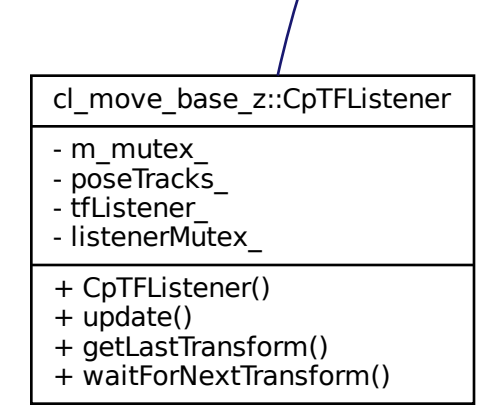 cl_move_base_z::CpTFListener
- m_mutex_
- poseTracks_
- tfListener_
- listenerMutex_
+ CpTFListener()
+ update()
+ getLastTransform()
+ waitForNextTransform()